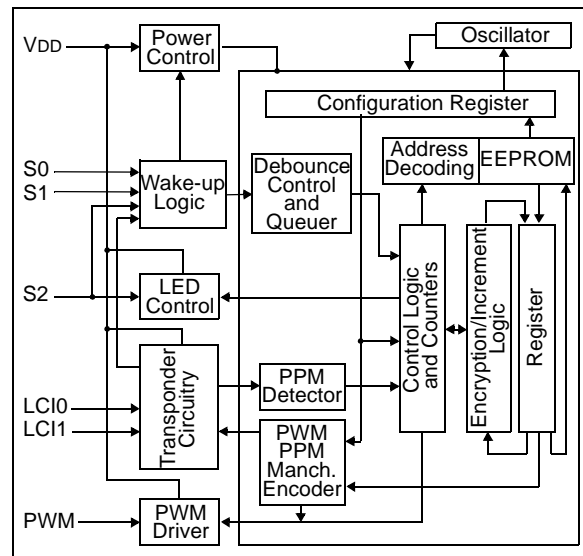 VDD
Power
Control
Oscillator
Configuration Register
Address
Decoding
EEPROM
S0
S1
Wake-up
Logic
Debounce
Control
and
Queuer
S2
LED
Control
Control Logic
and Counters
Encryption/Increment
Logic
Register
LCI0
LCI1
Transponder
Circuitry
PPM
Detector
PWM
PPM
Manch.
Encoder
PWM
PWM
Driver